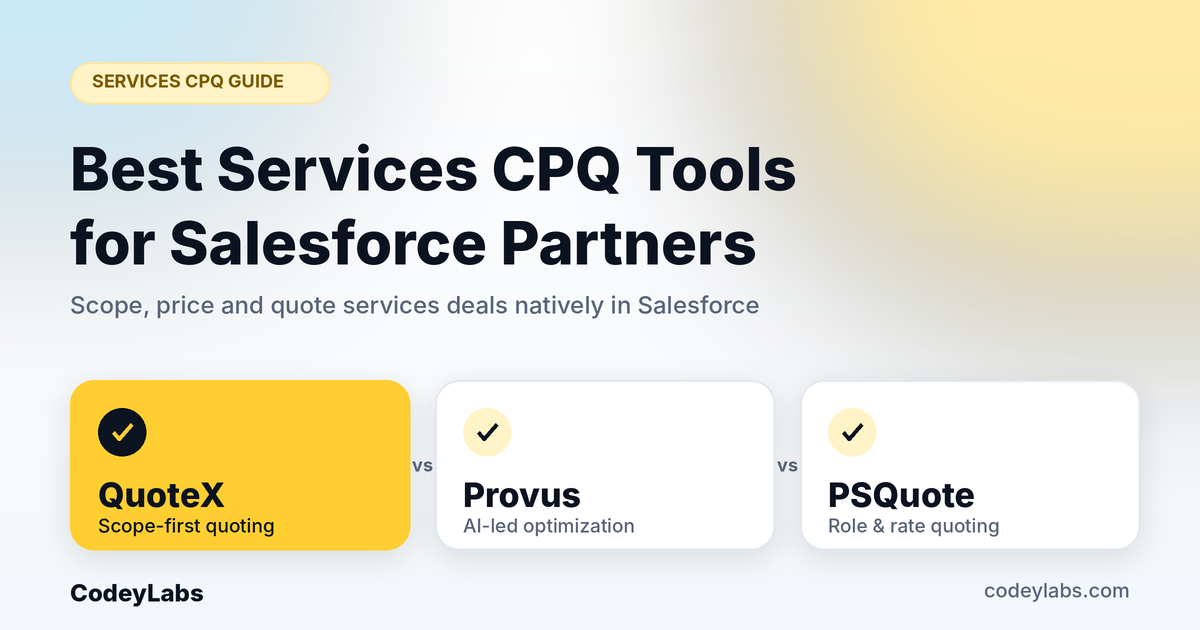 SERVICES CPQ GUIDE
Best Services CPQ Tools
for Salesforce Partners
Scope, price and quote services deals natively in Salesforce
QuoteX
Scope-first quoting
vs
Provus
AI-led optimization
vs
PSQuote
Role & rate quoting
CodeyLabs
codeylabs.com